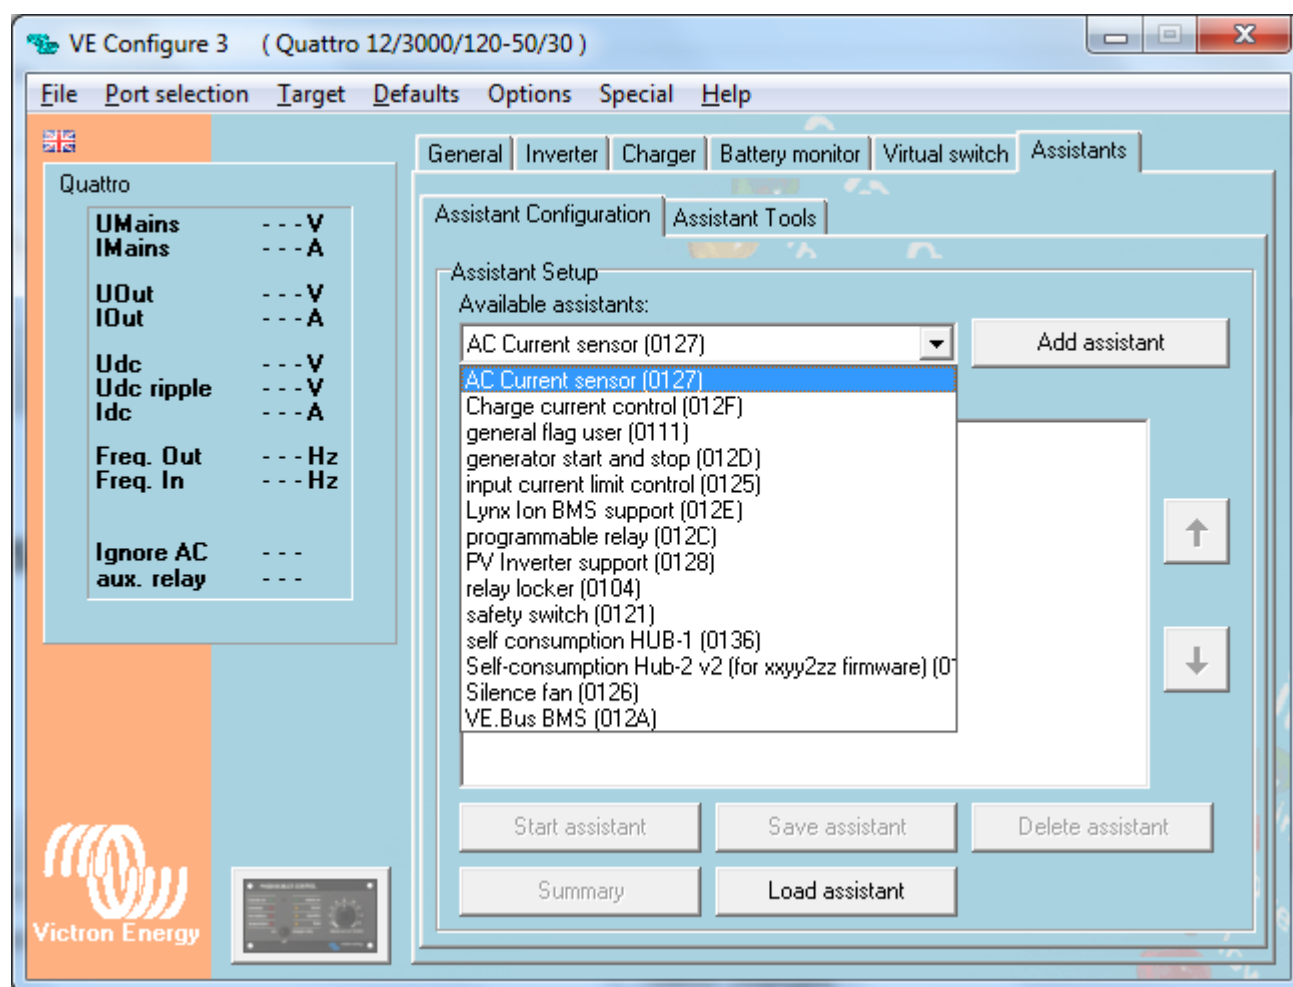 VE Configure 3 ( Quattro 12/3000/120-50/30 )
File Port selection Target Defaults Options Special Help
General Inverter Charger Battery monitor Virtual switch Assistants
Quattro
UMains - - - V
IMains - - - A
UOut - - - V
IOut - - - A
Udc - - - V
Udc ripple - - - V
Idc - - - A
Freq. Out - - - Hz
Freq. In - - - Hz
Ignore AC - - -
aux. relay - - -
Assistant Configuration Assistant Tools
Assistant Setup
Available assistants:
AC Current sensor (0127)
Add assistant
AC Current sensor (0127)
Charge current control (012F)
general flag user (0111)
generator start and stop (012D)
input current limit control (0125)
Lynx Ion BMS support (012E)
programmable relay (012C)
PV Inverter support (0128)
relay locker (0104)
safety switch (0121)
self consumption HUB-1 (0136)
Self-consumption Hub-2 v2 (for xxyy2zz firmware) (0
Silence fan (0126)
VE.Bus BMS (012A)
Start assistant Save assistant Delete assistant
Summary Load assistant
Victron Energy